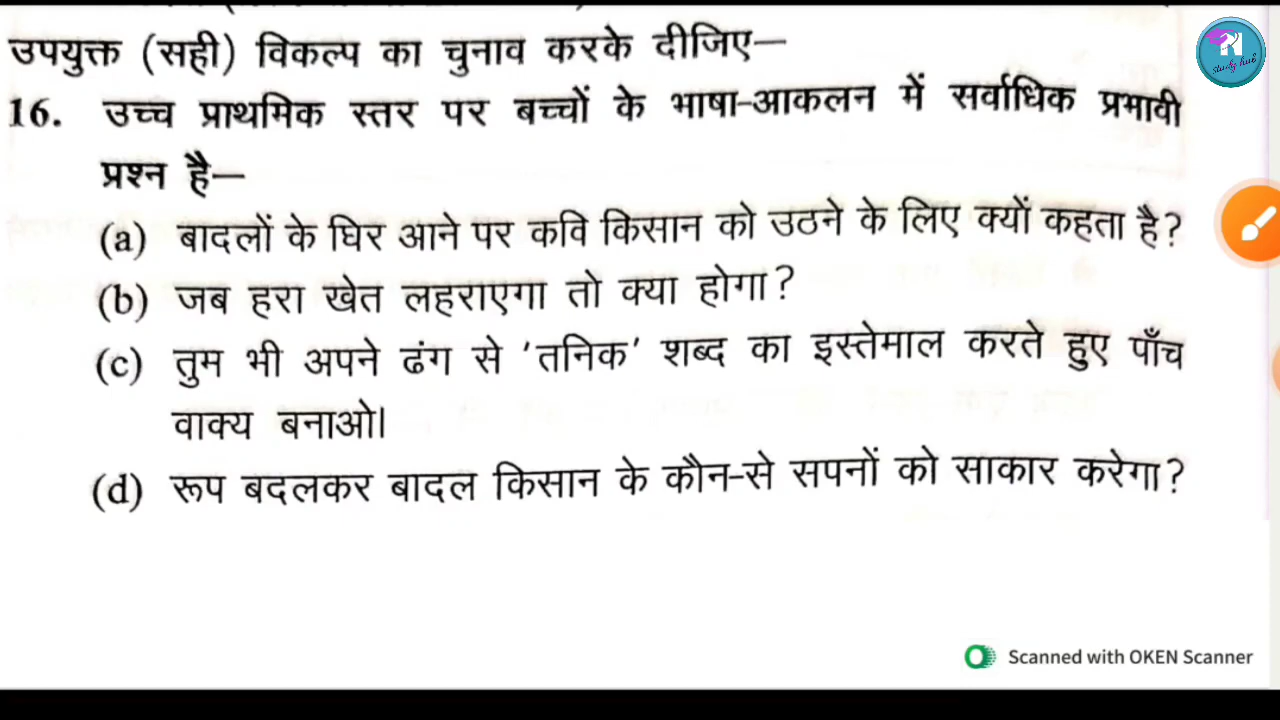 उपयुक्त (सही) विकल्प का चुनाव करके दीजिए—
study hub
16. उच्च प्राथमिक स्तर पर बच्चों के भाषा-आकलन में सर्वाधिक प्रभावी
प्रश्न है—
(a) बादलों के घिर आने पर कवि किसान को उठने के लिए क्यों कहता है?
(b) जब हरा खेत लहराएगा तो क्या होगा?
(c) तुम भी अपने ढंग से 'तनिक' शब्द का इस्तेमाल करते हुए पाँच
वाक्य बनाओ।
(d) रूप बदलकर बादल किसान के कौन-से सपनों को साकार करेगा?
Scanned with OKEN Scanner